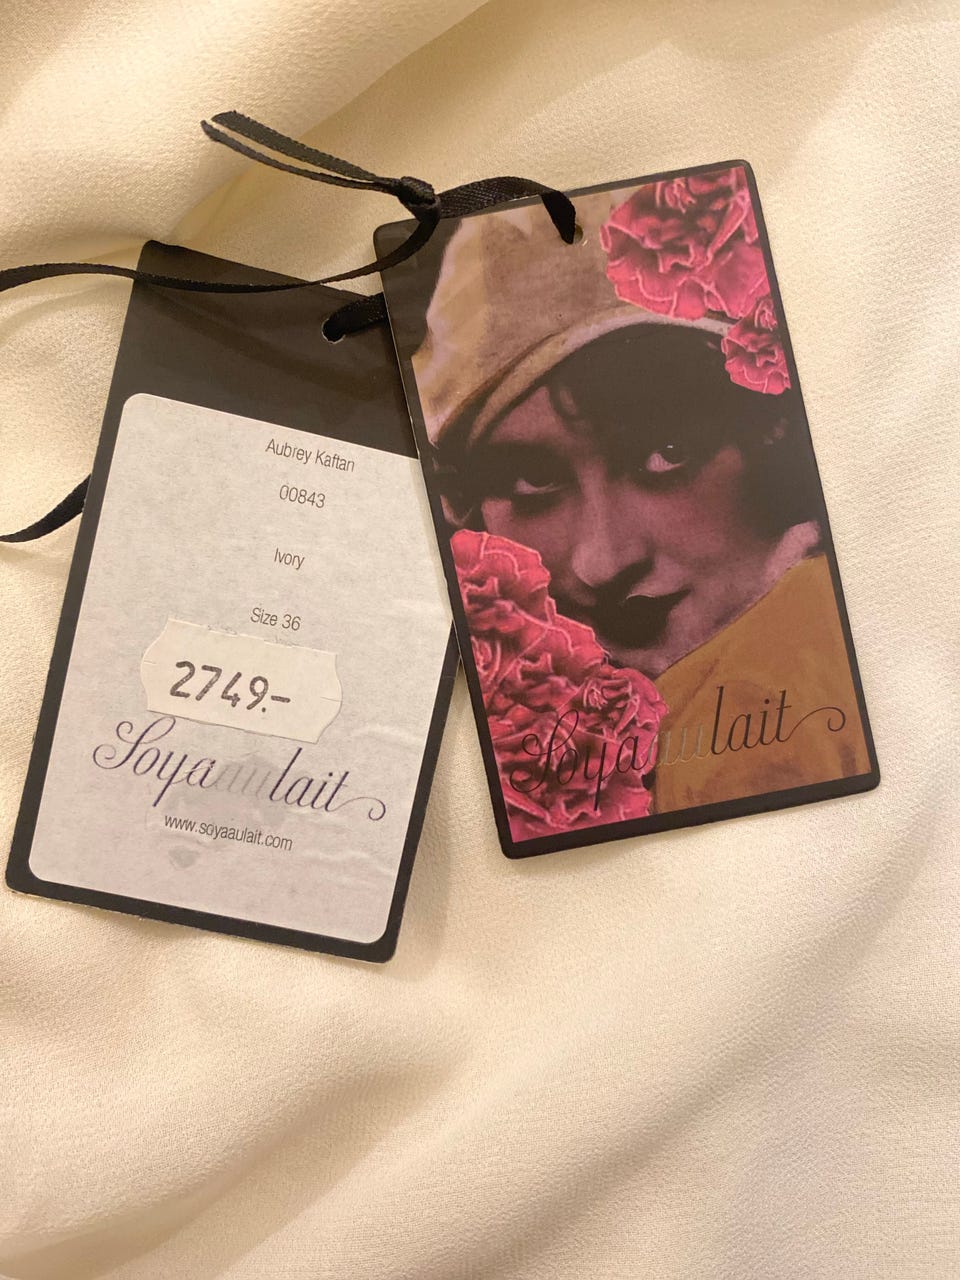 Aubrey Kaftan
00843
Ivory
Size 36
2749.-
Soyaaulait
www.soyaaulait.com
Soyaaulait